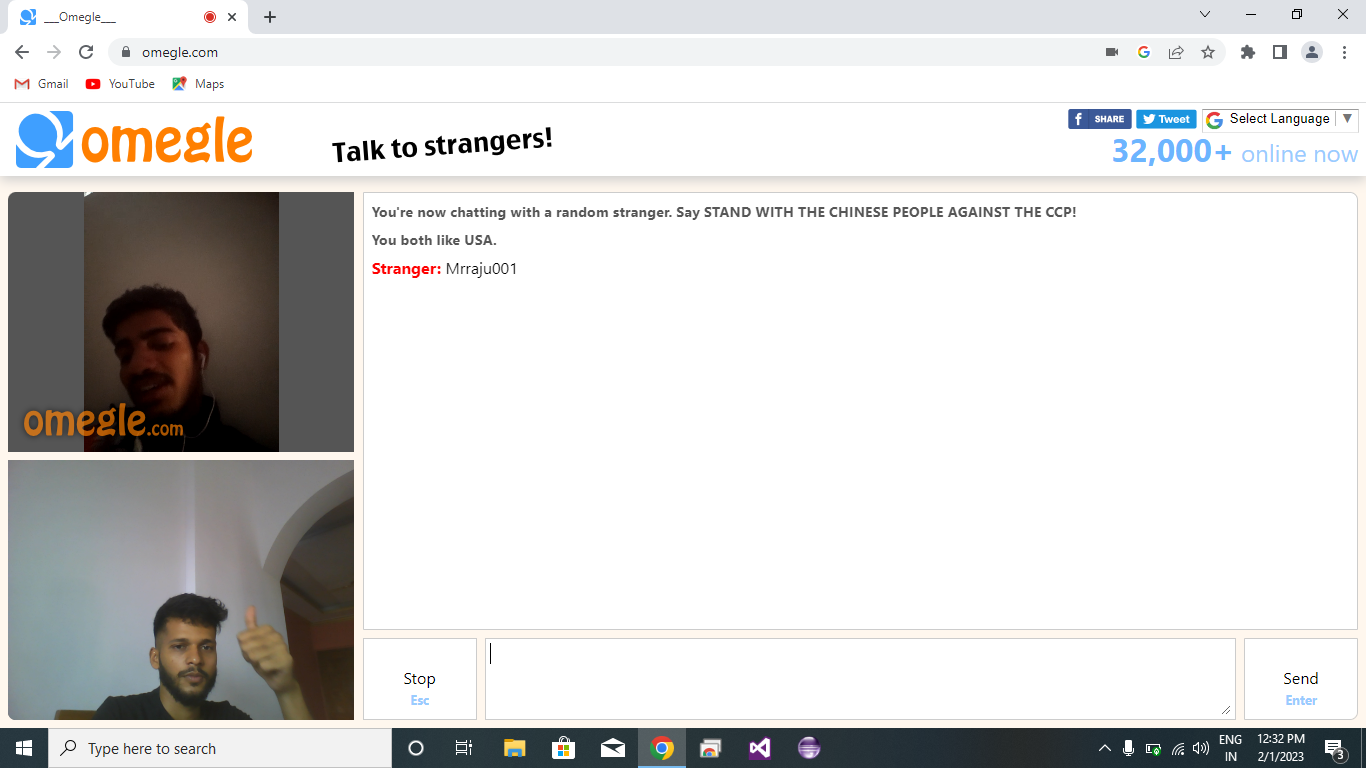 ___Omegle___
omegle.com
Gmail
YouTube
Maps
omegle
Talk to strangers!
f SHARE
Tweet
G Select Language ▼
32,000+ online now
You're now chatting with a random stranger. Say STAND WITH THE CHINESE PEOPLE AGAINST THE CCP!
You both like USA.
Stranger: Mrraju001
omegle.com
Stop
Esc
Send
Enter
Type here to search
ENG
IN
12:32 PM
2/1/2023
3